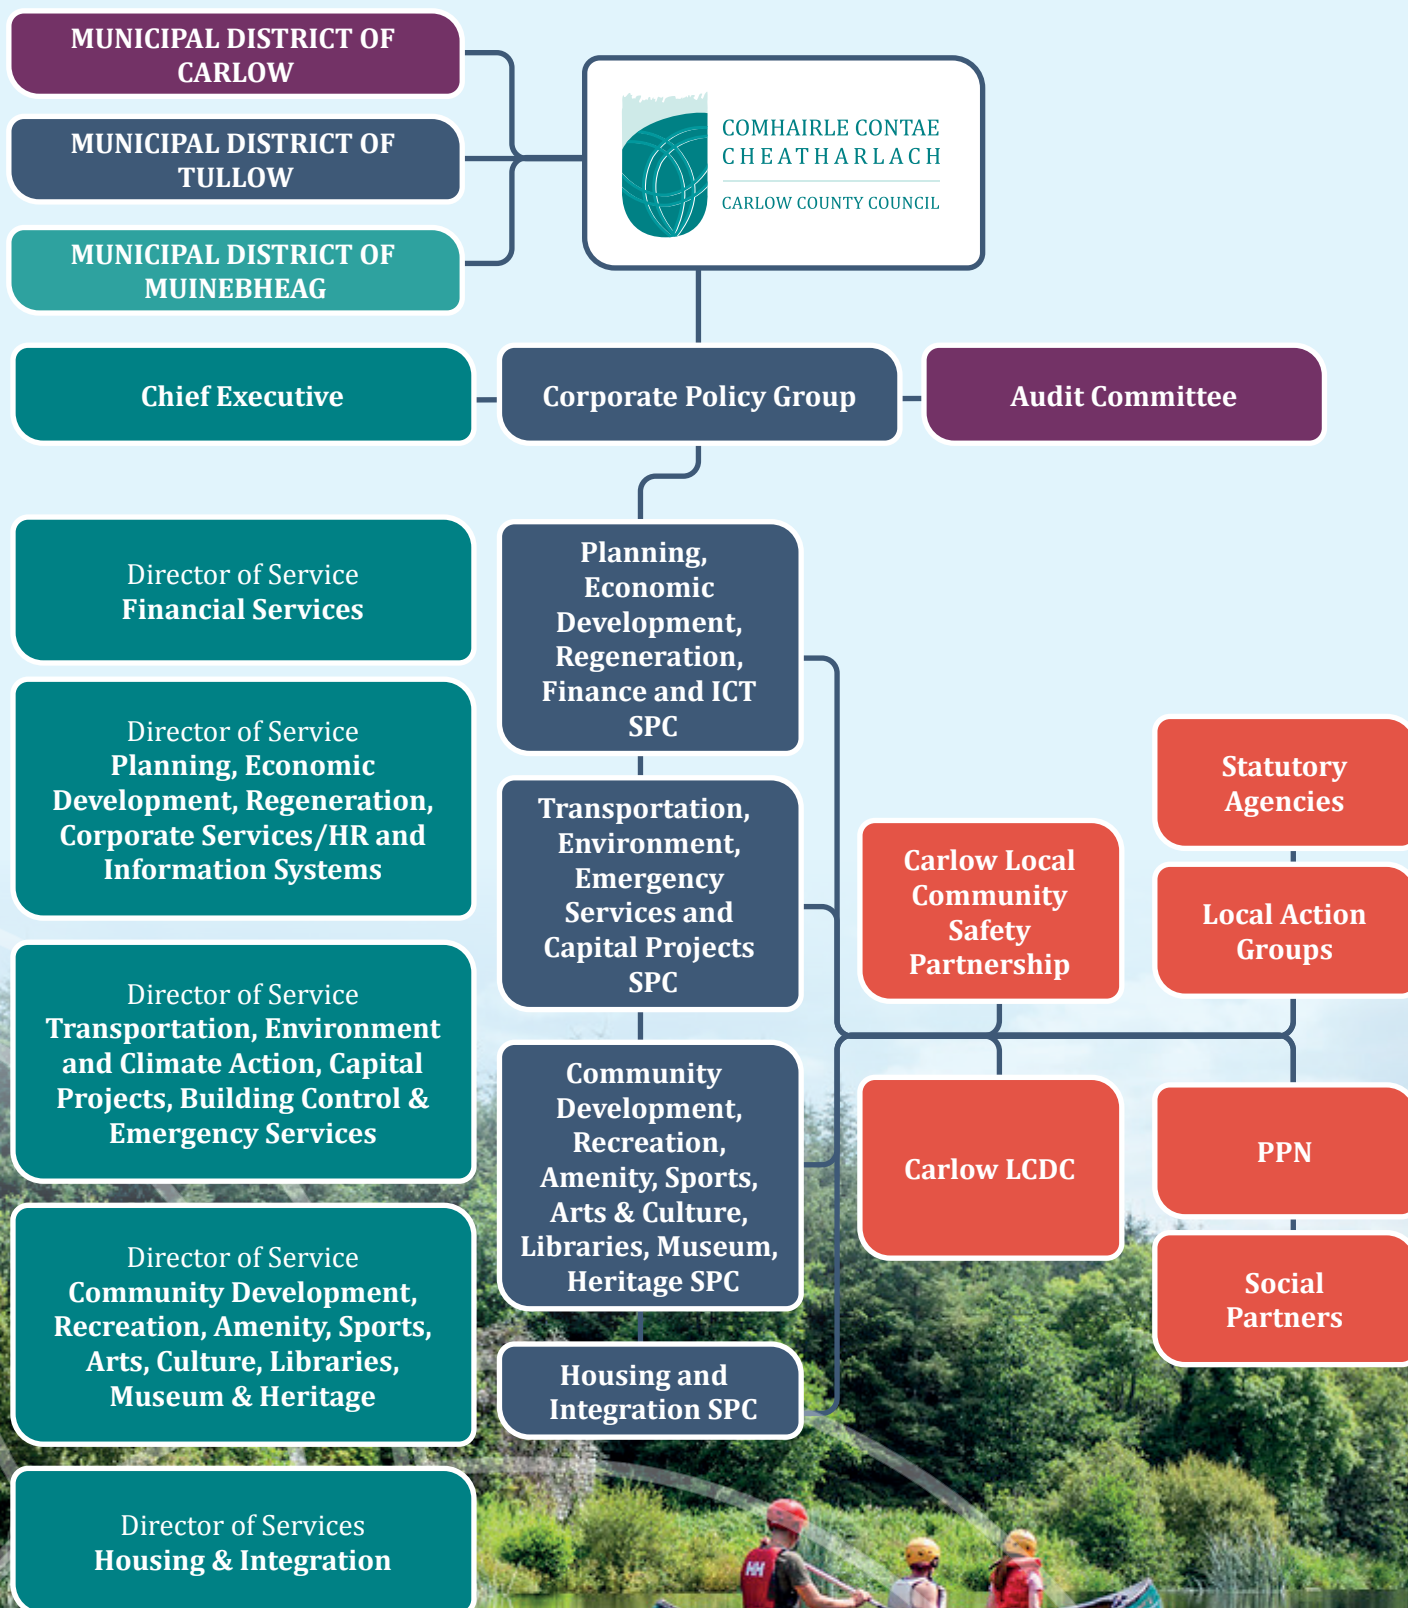 MUNICIPAL DISTRICT OF
CARLOW
MUNICIPAL DISTRICT OF
TULLOW
MUNICIPAL DISTRICT OF
MUINEBHEAG
COMHAIRLE CONTAE
CHEATHARLACH
CARLOW COUNTY COUNCIL
Chief Executive
Corporate Policy Group
Audit Committee
Director of Service
Financial Services
Director of Service
Planning, Economic
Development, Regeneration,
Corporate Services/HR and
Information Systems
Director of Service
Transportation, Environment
and Climate Action, Capital
Projects, Building Control &
Emergency Services
Director of Service
Community Development,
Recreation, Amenity, Sports,
Arts, Culture, Libraries,
Museum & Heritage
Director of Services
Housing & Integration
Planning,
Economic
Development,
Regeneration,
Finance and ICT
SPC
Transportation,
Environment,
Emergency
Services and
Capital Projects
SPC
Community
Development,
Recreation,
Amenity, Sports,
Arts & Culture,
Libraries, Museum,
Heritage SPC
Housing and
Integration SPC
Carlow Local
Community
Safety
Partnership
Carlow LCDC
Statutory
Agencies
Local Action
Groups
PPN
Social
Partners
HH